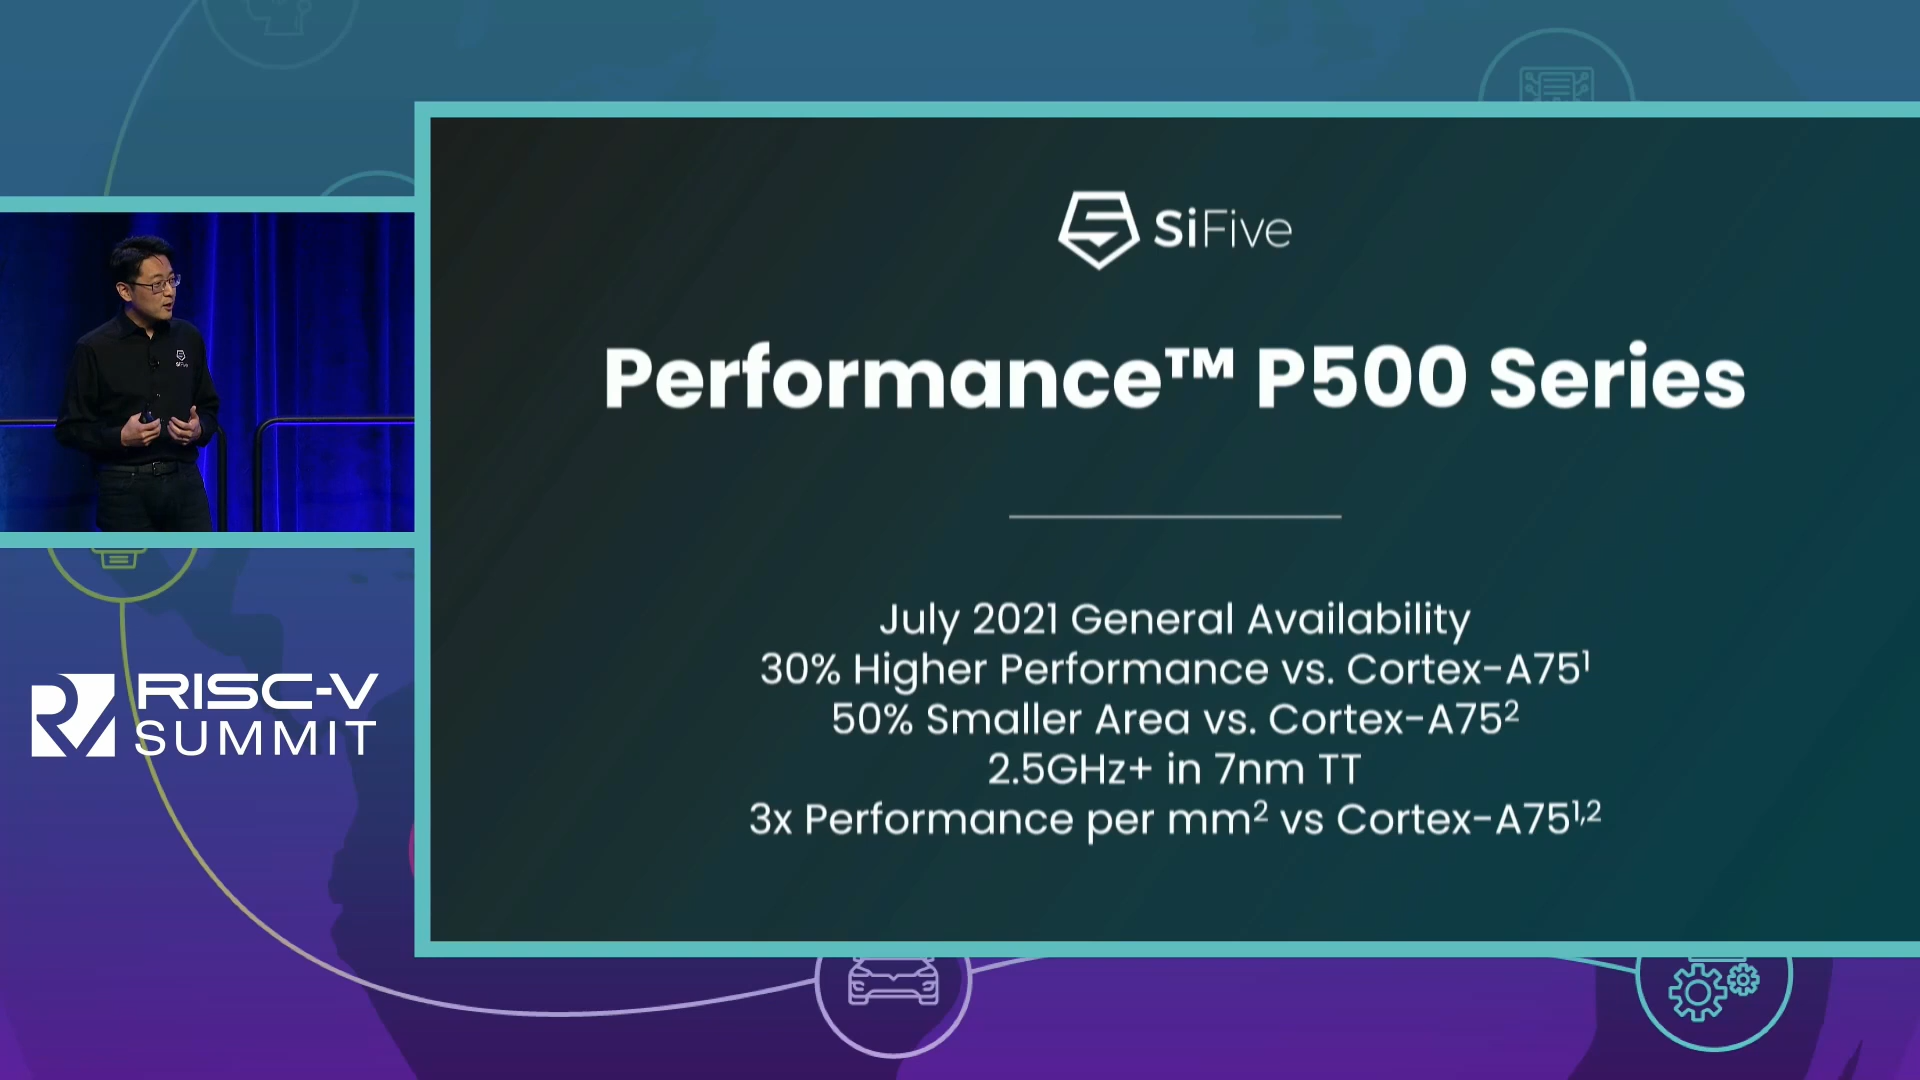 SiFive
Performance™ P500 Series
July 2021 General Availability
30% Higher Performance vs. Cortex-A75¹
50% Smaller Area vs. Cortex-A75²
2.5GHz+ in 7nm TT
3x Performance per mm² vs Cortex-A75¹,²
SiFive
RISC-V
SUMMIT